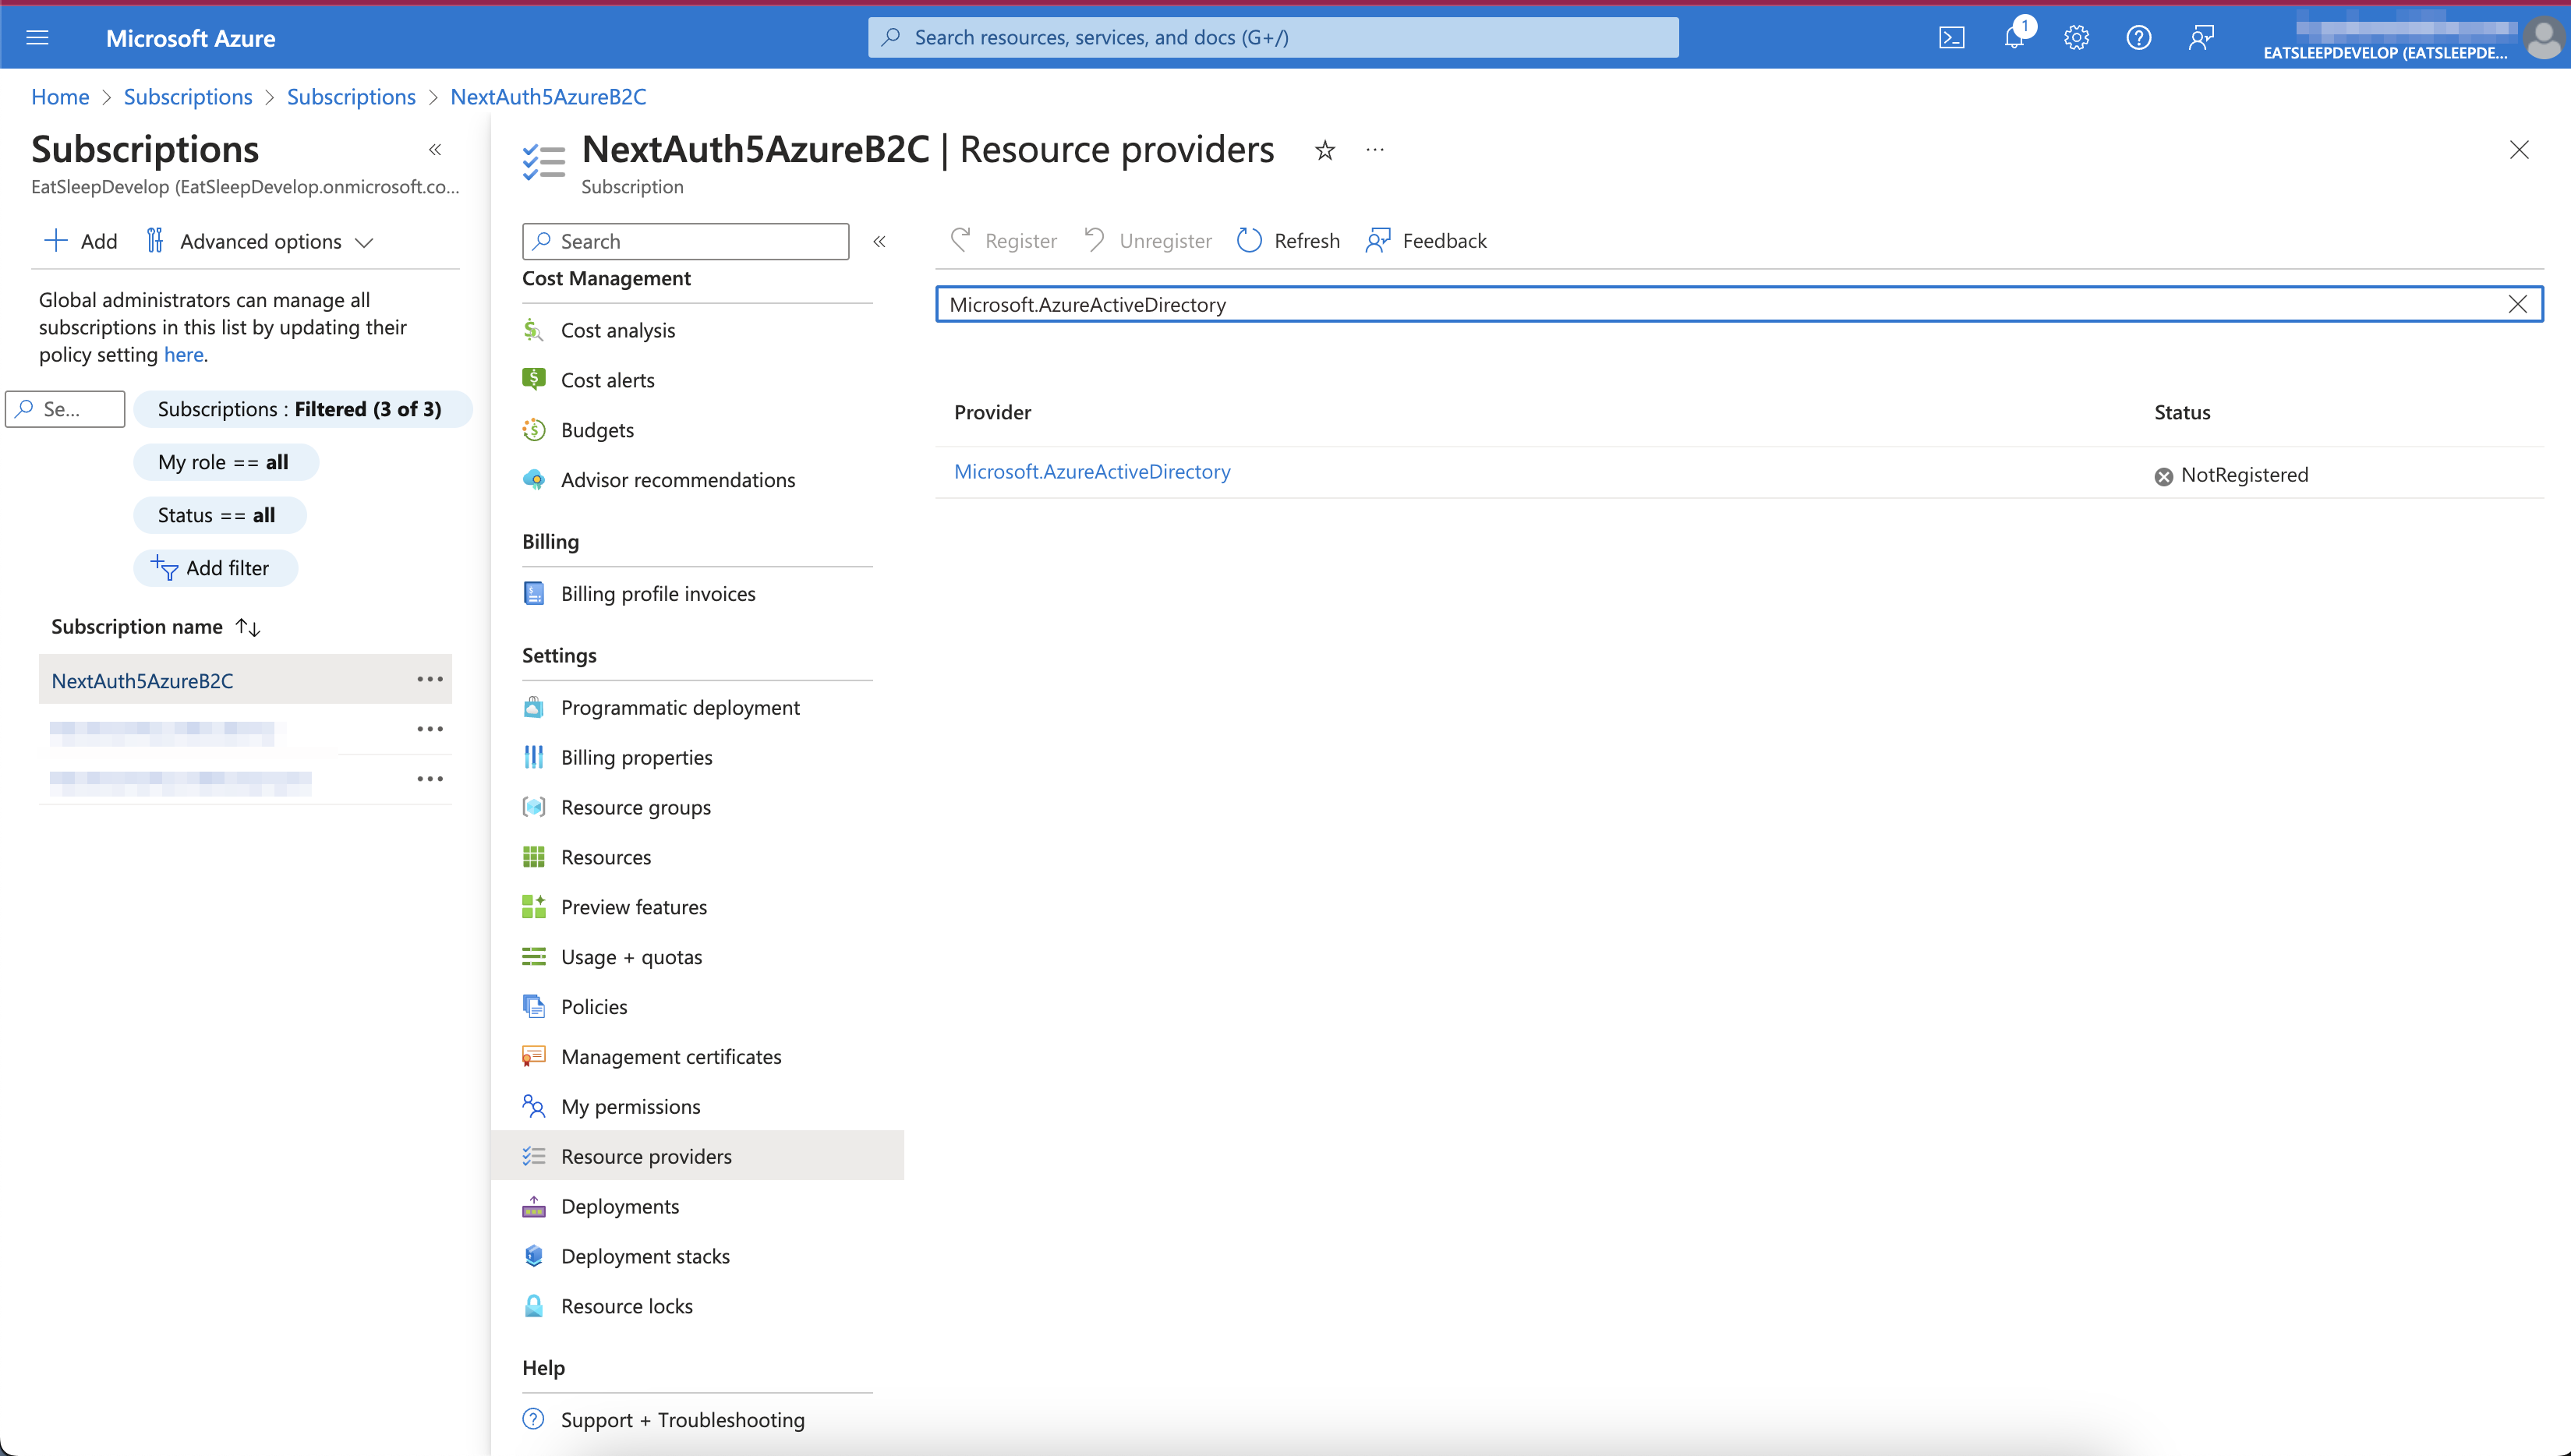 Microsoft Azure
Search resources, services, and docs (G+/)
1
EATSLEEPDEVELOP (EATSLEEPDE...
Home > Subscriptions > Subscriptions > NextAuth5AzureB2C
Subscriptions
EatSleepDevelop (EatSleepDevelop.onmicrosoft.co...
Add
Advanced options
Global administrators can manage all
subscriptions in this list by updating their
policy setting here.
Se...
Subscriptions : Filtered (3 of 3)
My role == all
Status == all
Add filter
Subscription name
NextAuth5AzureB2C
NextAuth5AzureB2C | Resource providers
Subscription
Search
Cost Management
Cost analysis
Cost alerts
Budgets
Advisor recommendations
Billing
Billing profile invoices
Settings
Programmatic deployment
Billing properties
Resource groups
Resources
Preview features
Usage + quotas
Policies
Management certificates
My permissions
Resource providers
Deployments
Deployment stacks
Resource locks
Help
Support + Troubleshooting
Register
Unregister
Refresh
Feedback
Microsoft.AzureActiveDirectory
Provider
Status
Microsoft.AzureActiveDirectory
NotRegistered